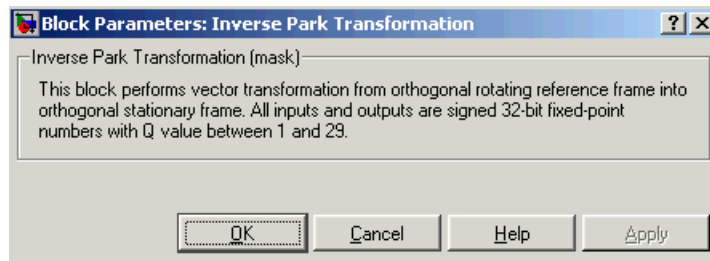 Block Parameters: Inverse Park Transformation
Inverse Park Transformation (mask)
This block performs vector transformation from orthogonal rotating reference frame into
orthogonal stationary frame. All inputs and outputs are signed 32-bit fixed-point
numbers with Q value between 1 and 29.
OK Cancel Help Apply